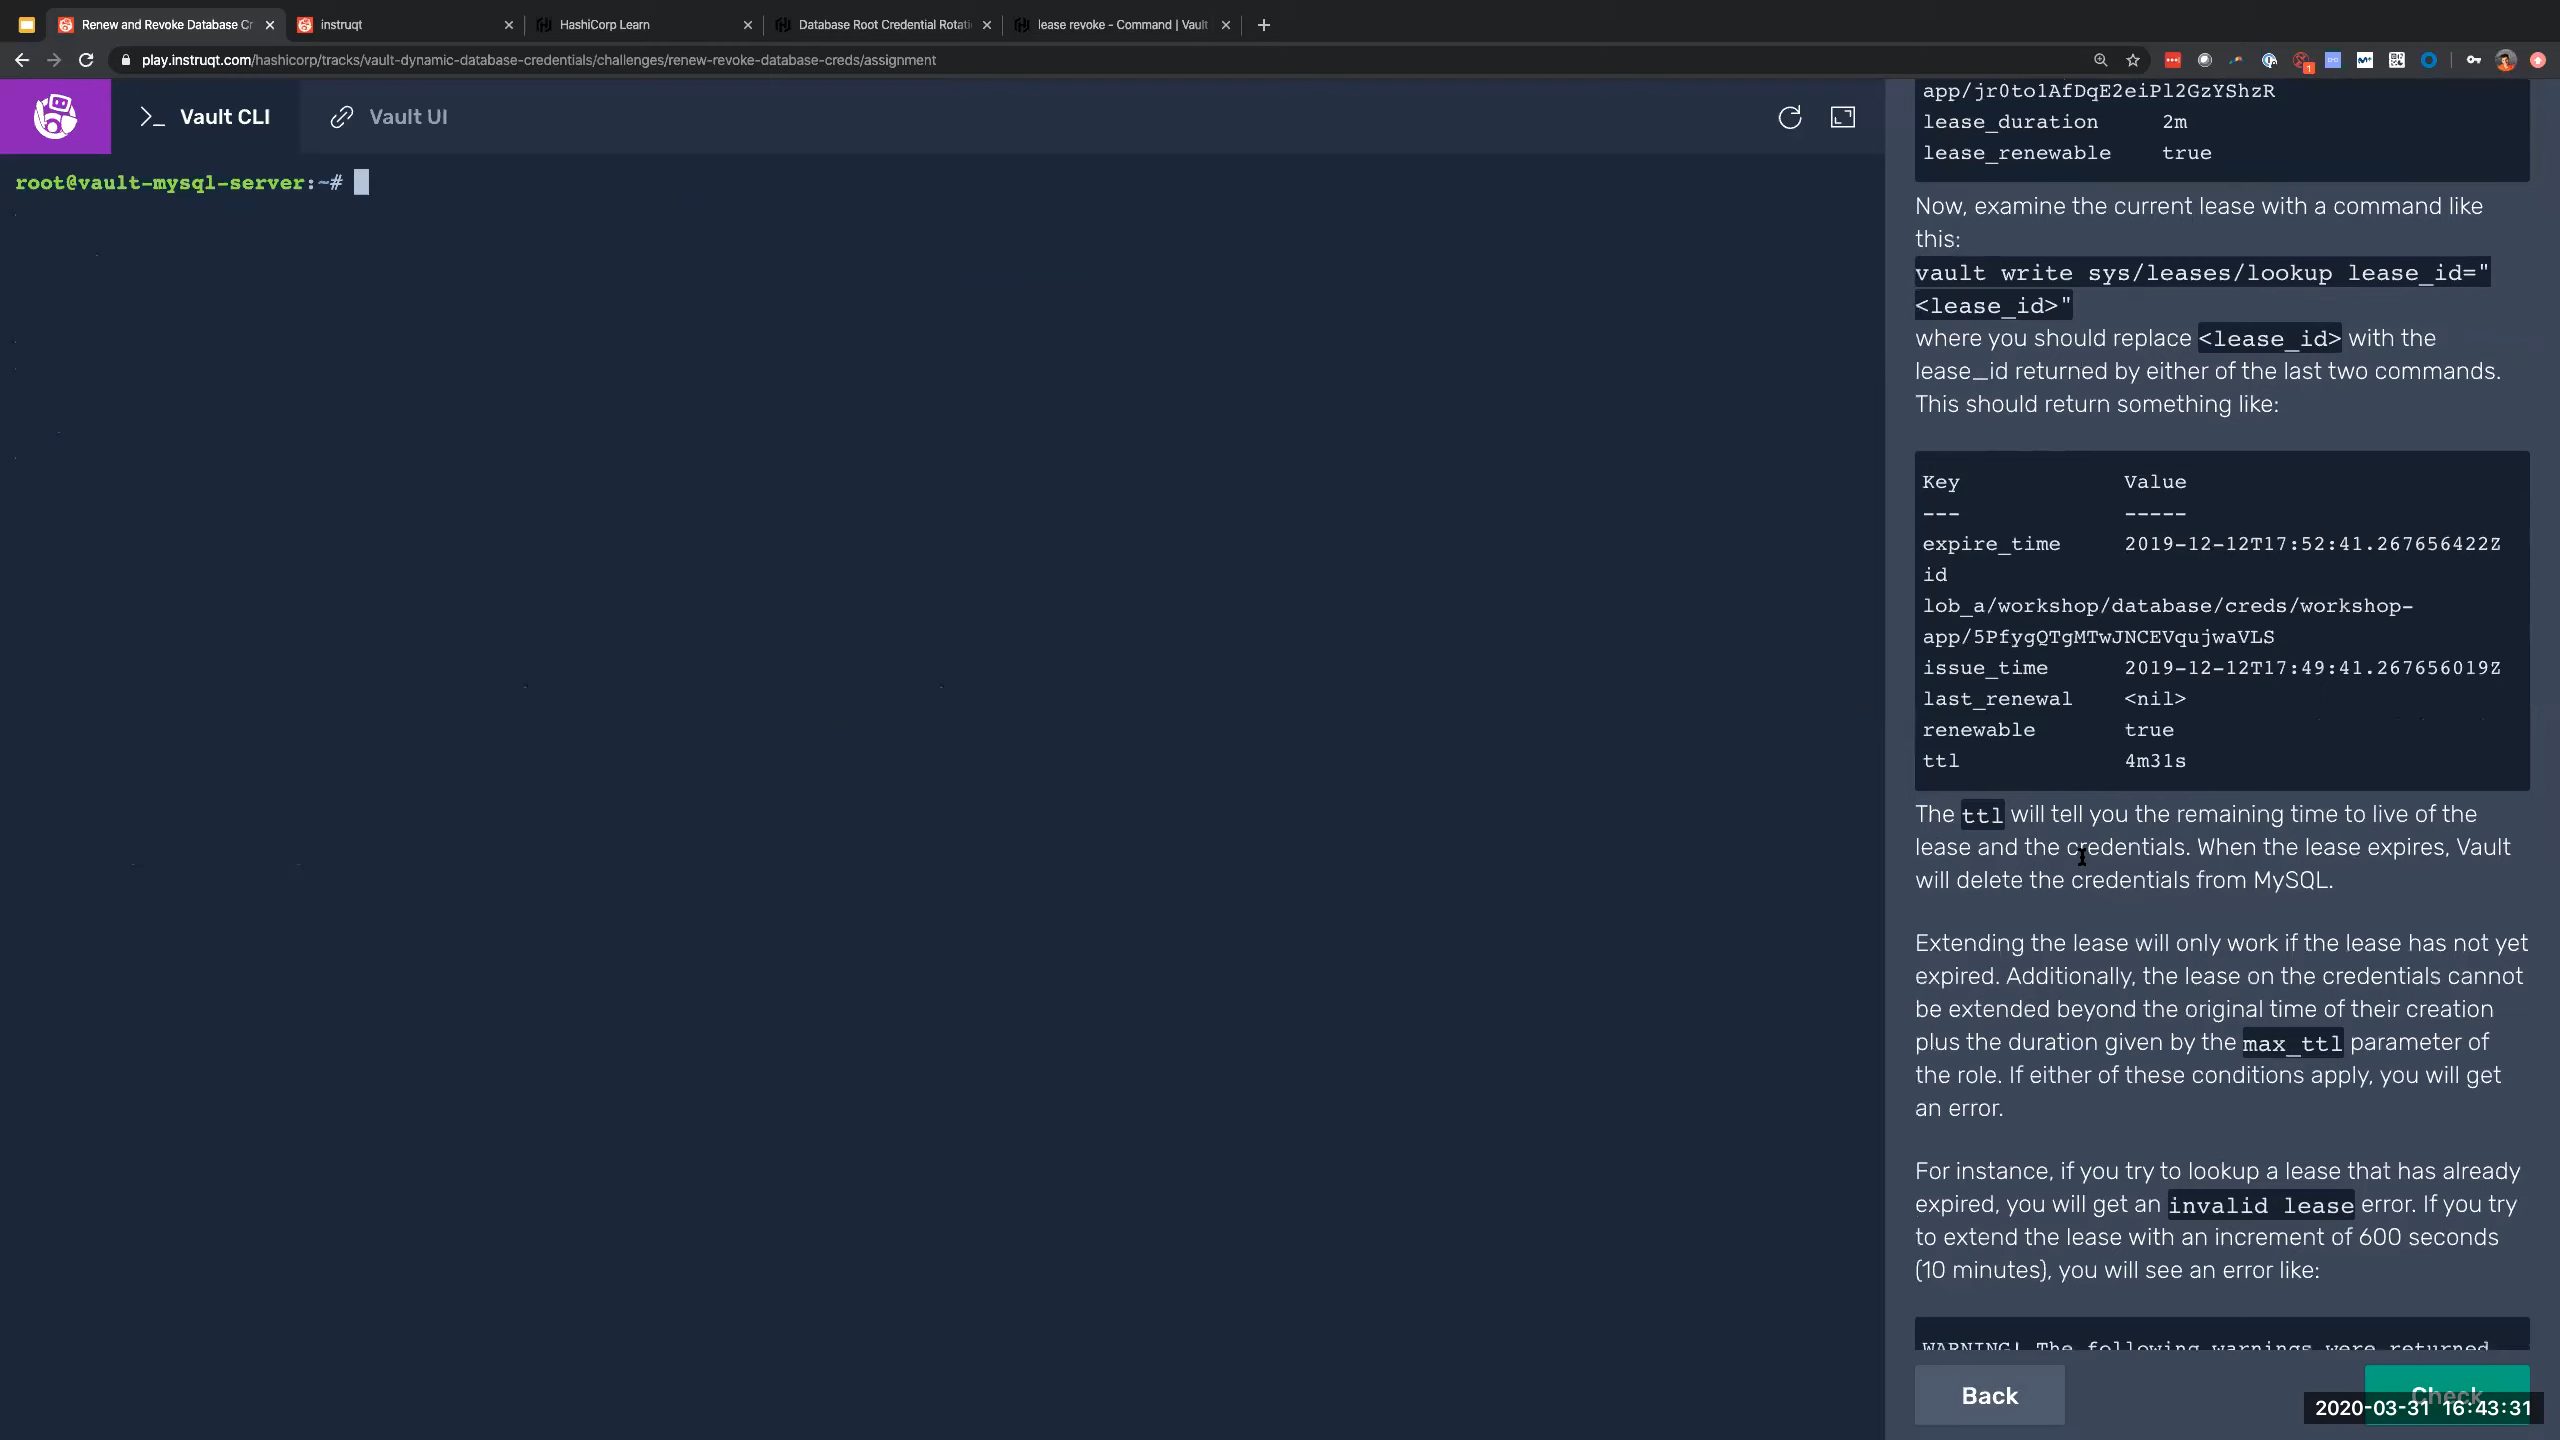 Renew and Revoke Database Cr
instruqt
HashiCorp Learn
Database Root Credential Rotati
lease revoke - Command | Vault
play.instruqt.com/hashicorp/tracks/vault-dynamic-database-credentials/challenges/renew-revoke-database-creds/assignment
>_ Vault CLI
Vault UI
root@vault-mysql-server:~#
app/jr0to1AfDqE2eiPl2GzYShzR
lease_duration 2m
lease_renewable true
Now, examine the current lease with a command like
this:
vault write sys/leases/lookup lease_id="
<lease_id>"
where you should replace <lease_id> with the
lease_id returned by either of the last two commands.
This should return something like:
Key Value
--- -----
expire_time 2019-12-12T17:52:41.267656422Z
id
lob_a/workshop/database/creds/workshop-
app/5PfygQTgMTwJNCEVqujwaVLS
issue_time 2019-12-12T17:49:41.267656019Z
last_renewal <nil>
renewable true
ttl 4m31s
The ttl will tell you the remaining time to live of the
lease and the credentials. When the lease expires, Vault
will delete the credentials from MySQL.
Extending the lease will only work if the lease has not yet
expired. Additionally, the lease on the credentials cannot
be extended beyond the original time of their creation
plus the duration given by the max_ttl parameter of
the role. If either of these conditions apply, you will get
an error.
For instance, if you try to lookup a lease that has already
expired, you will get an invalid lease error. If you try
to extend the lease with an increment of 600 seconds
(10 minutes), you will see an error like:
WARNING! The following warnings were returned
Back
Check
2020-03-31 16:43:31